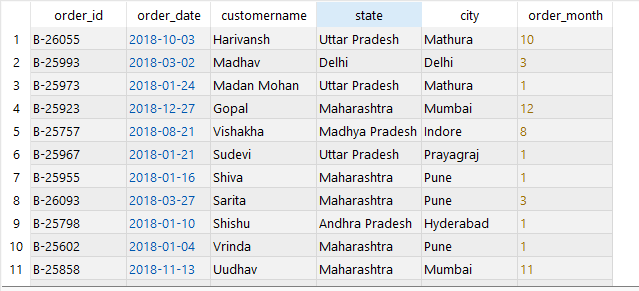 order_id order_date customername state city order_month
1 B-26055 2018-10-03 Harivansh Uttar Pradesh Mathura 10
2 B-25993 2018-03-02 Madhav Delhi Delhi 3
3 B-25973 2018-01-24 Madan Mohan Uttar Pradesh Mathura 1
4 B-25923 2018-12-27 Gopal Maharashtra Mumbai 12
5 B-25757 2018-08-21 Vishakha Madhya Pradesh Indore 8
6 B-25967 2018-01-21 Sudevi Uttar Pradesh Prayagraj 1
7 B-25955 2018-01-16 Shiva Maharashtra Pune 1
8 B-26093 2018-03-27 Sarita Maharashtra Pune 3
9 B-25798 2018-01-10 Shishu Andhra Pradesh Hyderabad 1
10 B-25602 2018-01-04 Vrinda Maharashtra Pune 1
11 B-25858 2018-11-13 Uudhav Maharashtra Mumbai 11